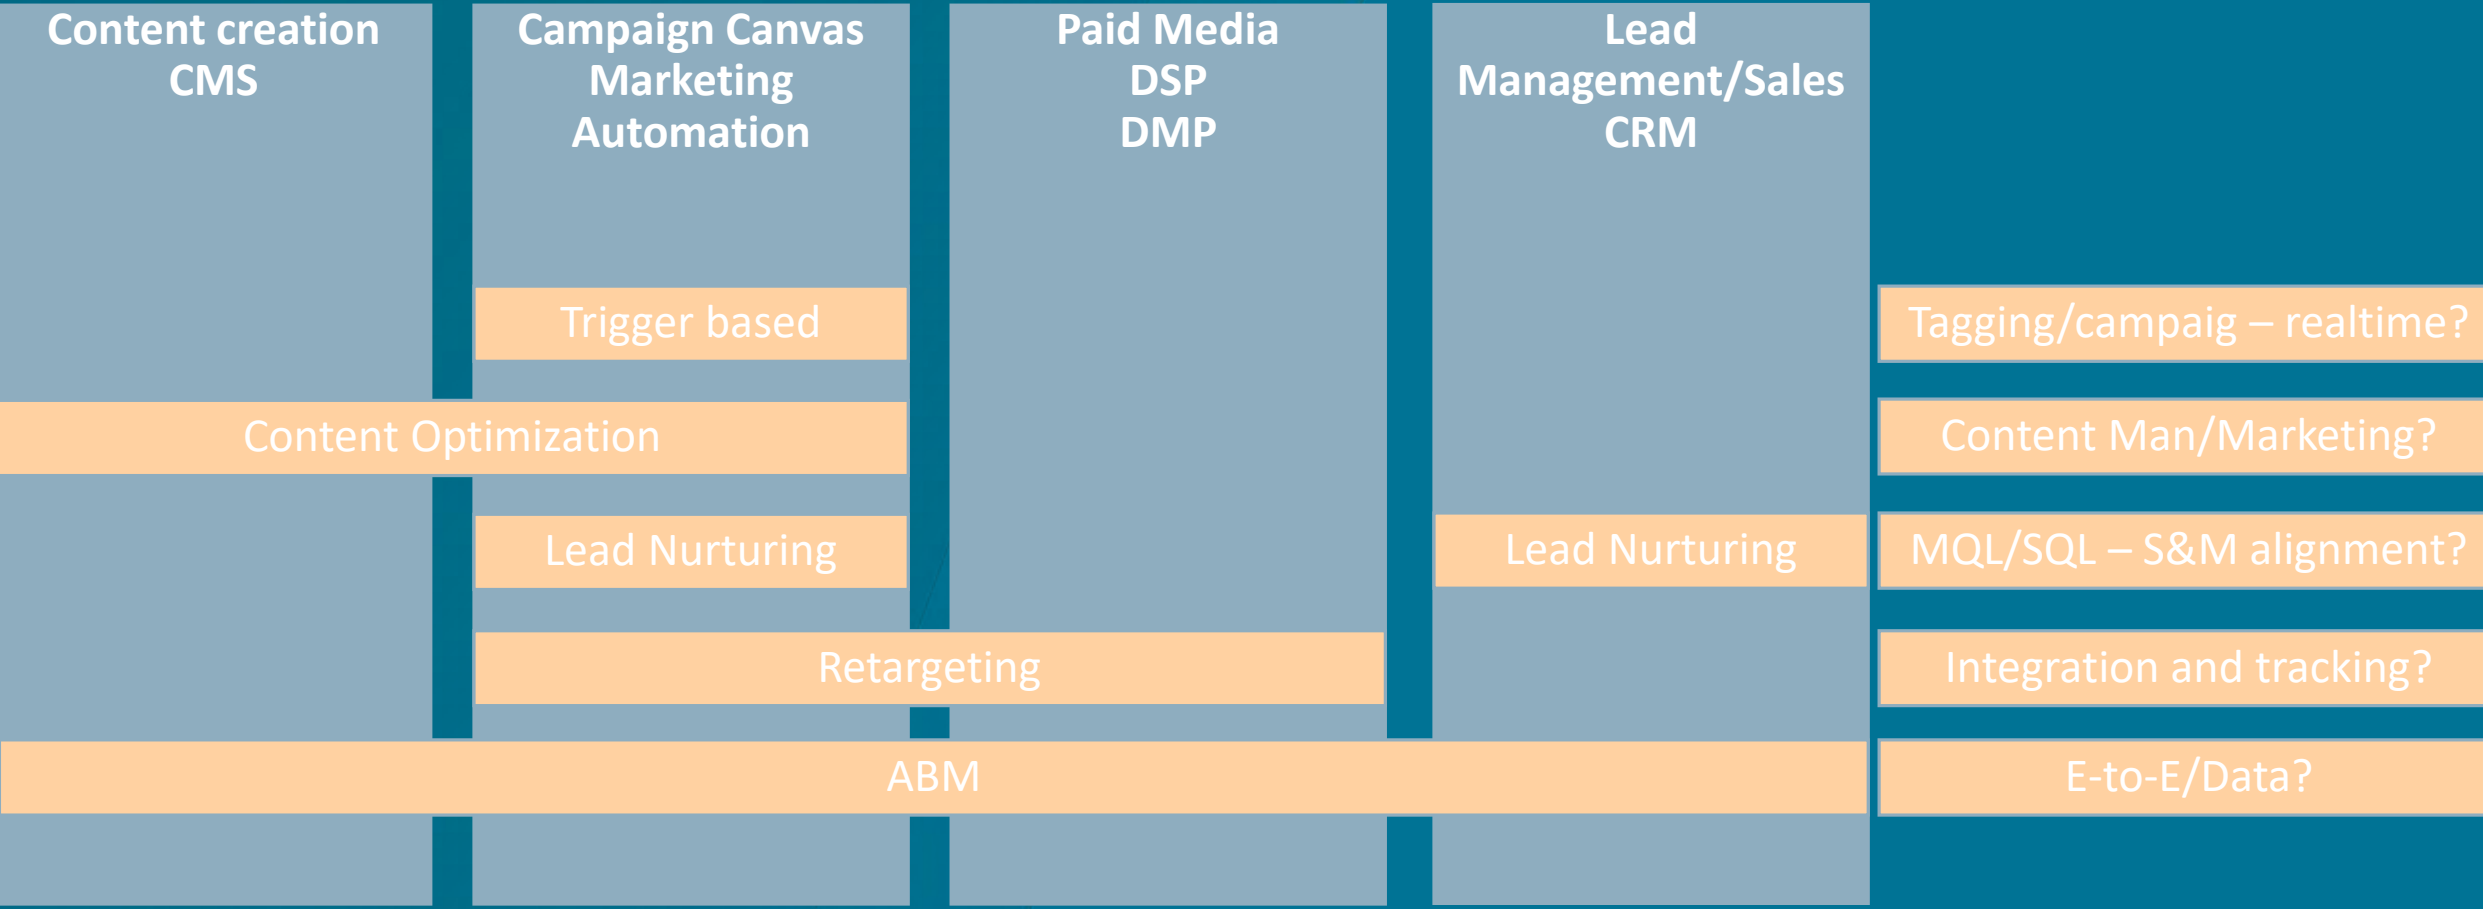 Content creation
CMS
Campaign Canvas
Marketing
Automation
Paid Media
DSP
DMP
Lead
Management/Sales
CRM
Trigger based
Tagging/campaig – realtime?
Content Optimization
Content Man/Marketing?
Lead Nurturing
Lead Nurturing
MQL/SQL – S&M alignment?
Retargeting
Integration and tracking?
ABM
E-to-E/Data?